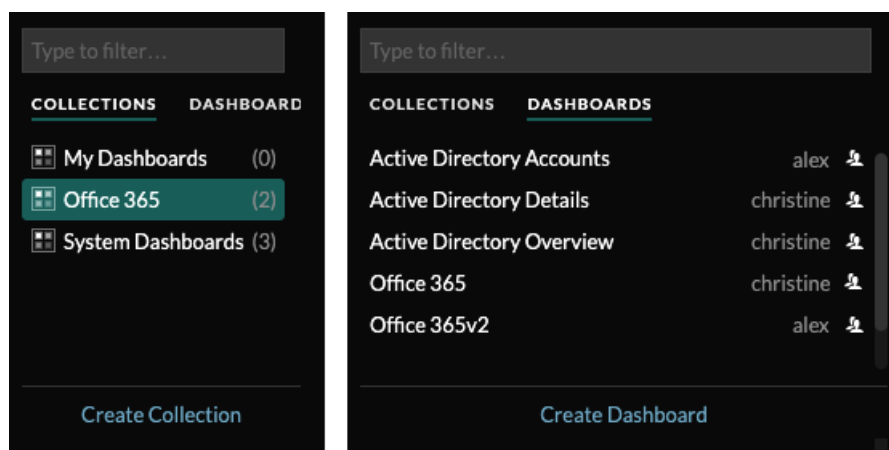 Type to filter...
COLLECTIONS DASHBOARD
My Dashboards (0)
Office 365 (2)
System Dashboards (3)
Create Collection
Type to filter...
COLLECTIONS DASHBOARDS
Active Directory Accounts alex
Active Directory Details christine
Active Directory Overview christine
Office 365 christine
Office 365v2 alex
Create Dashboard